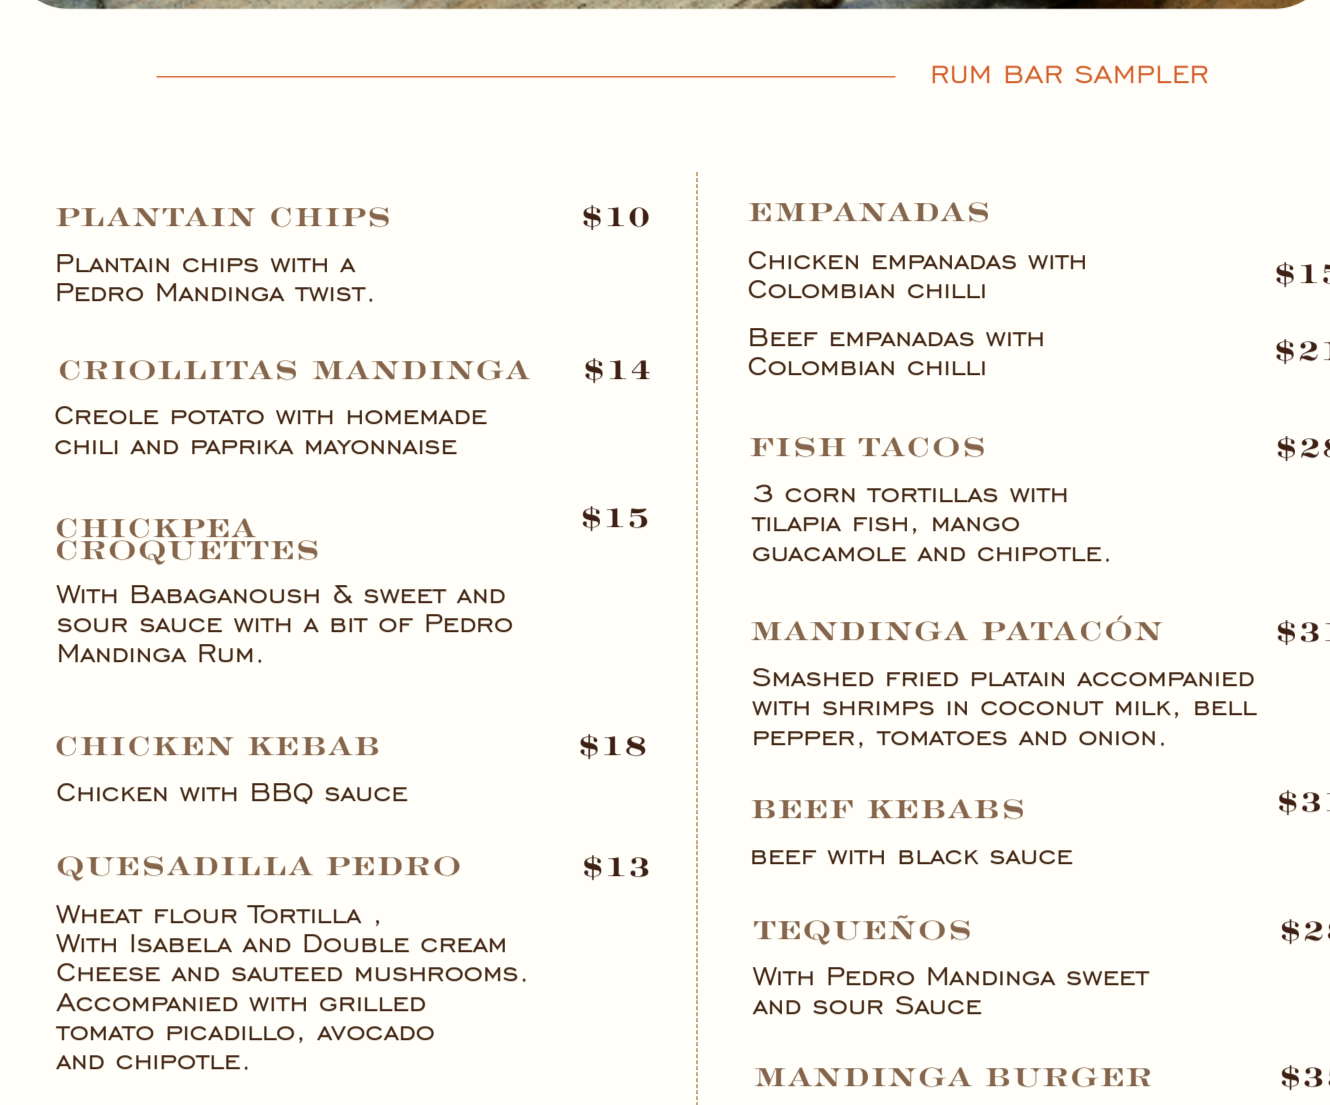 RUM BAR SAMPLER
PLANTAIN CHIPS $10
PLANTAIN CHIPS WITH A
PEDRO MANDINGA TWIST.
CRIOLLITAS MANDINGA $14
CREOLE POTATO WITH HOMEMADE
CHILI AND PAPRIKA MAYONNAISE
CHICKPEA
CROQUETTES $15
WITH BABAGANOUSH & SWEET AND
SOUR SAUCE WITH A BIT OF PEDRO
MANDINGA RUM.
CHICKEN KEBAB $18
CHICKEN WITH BBQ SAUCE
QUESADILLA PEDRO $13
WHEAT FLOUR TORTILLA ,
WITH ISABELA AND DOUBLE CREAM
CHEESE AND SAUTEED MUSHROOMS.
ACCOMPANIED WITH GRILLED
TOMATO PICADILLO, AVOCADO
AND CHIPOTLE.
EMPANADAS
CHICKEN EMPANADAS WITH
COLOMBIAN CHILLI $15
BEEF EMPANADAS WITH
COLOMBIAN CHILLI $21
FISH TACOS $28
3 CORN TORTILLAS WITH
TILAPIA FISH, MANGO
GUACAMOLE AND CHIPOTLE.
MANDINGA PATACÓN $31
SMASHED FRIED PLATAIN ACCOMPANIED
WITH SHRIMPS IN COCONUT MILK, BELL
PEPPER, TOMATOES AND ONION.
BEEF KEBABS $31
BEEF WITH BLACK SAUCE
TEQUEÑOS
WITH PEDRO MANDINGA SWEET
AND SOUR SAUCE
MANDINGA BURGER